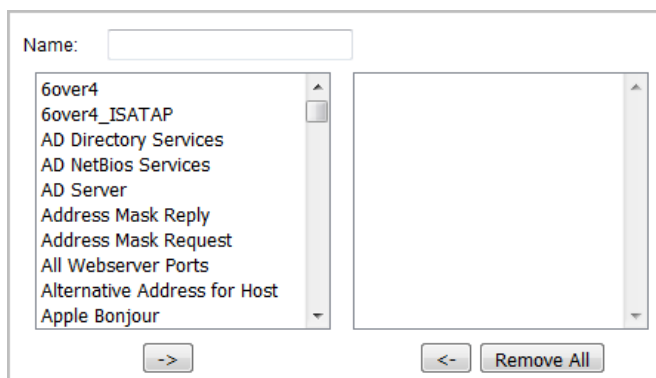 Name:
6over4
6over4_ISATAP
AD Directory Services
AD NetBios Services
AD Server
Address Mask Reply
Address Mask Request
All Webserver Ports
Alternative Address for Host
Apple Bonjour
-> <- Remove All